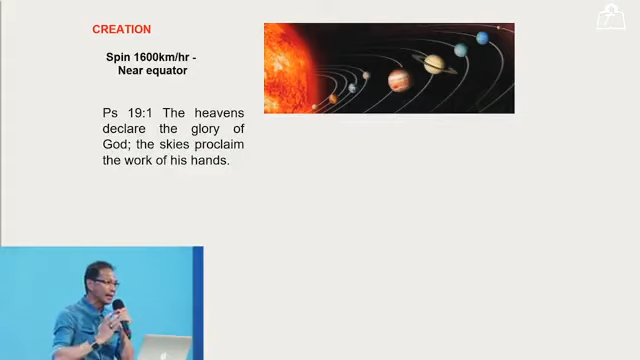 CREATION
Spin 1600km/hr -
Near equator
Ps 19:1 The heavens
declare the glory of
God; the skies proclaim
the work of his hands.